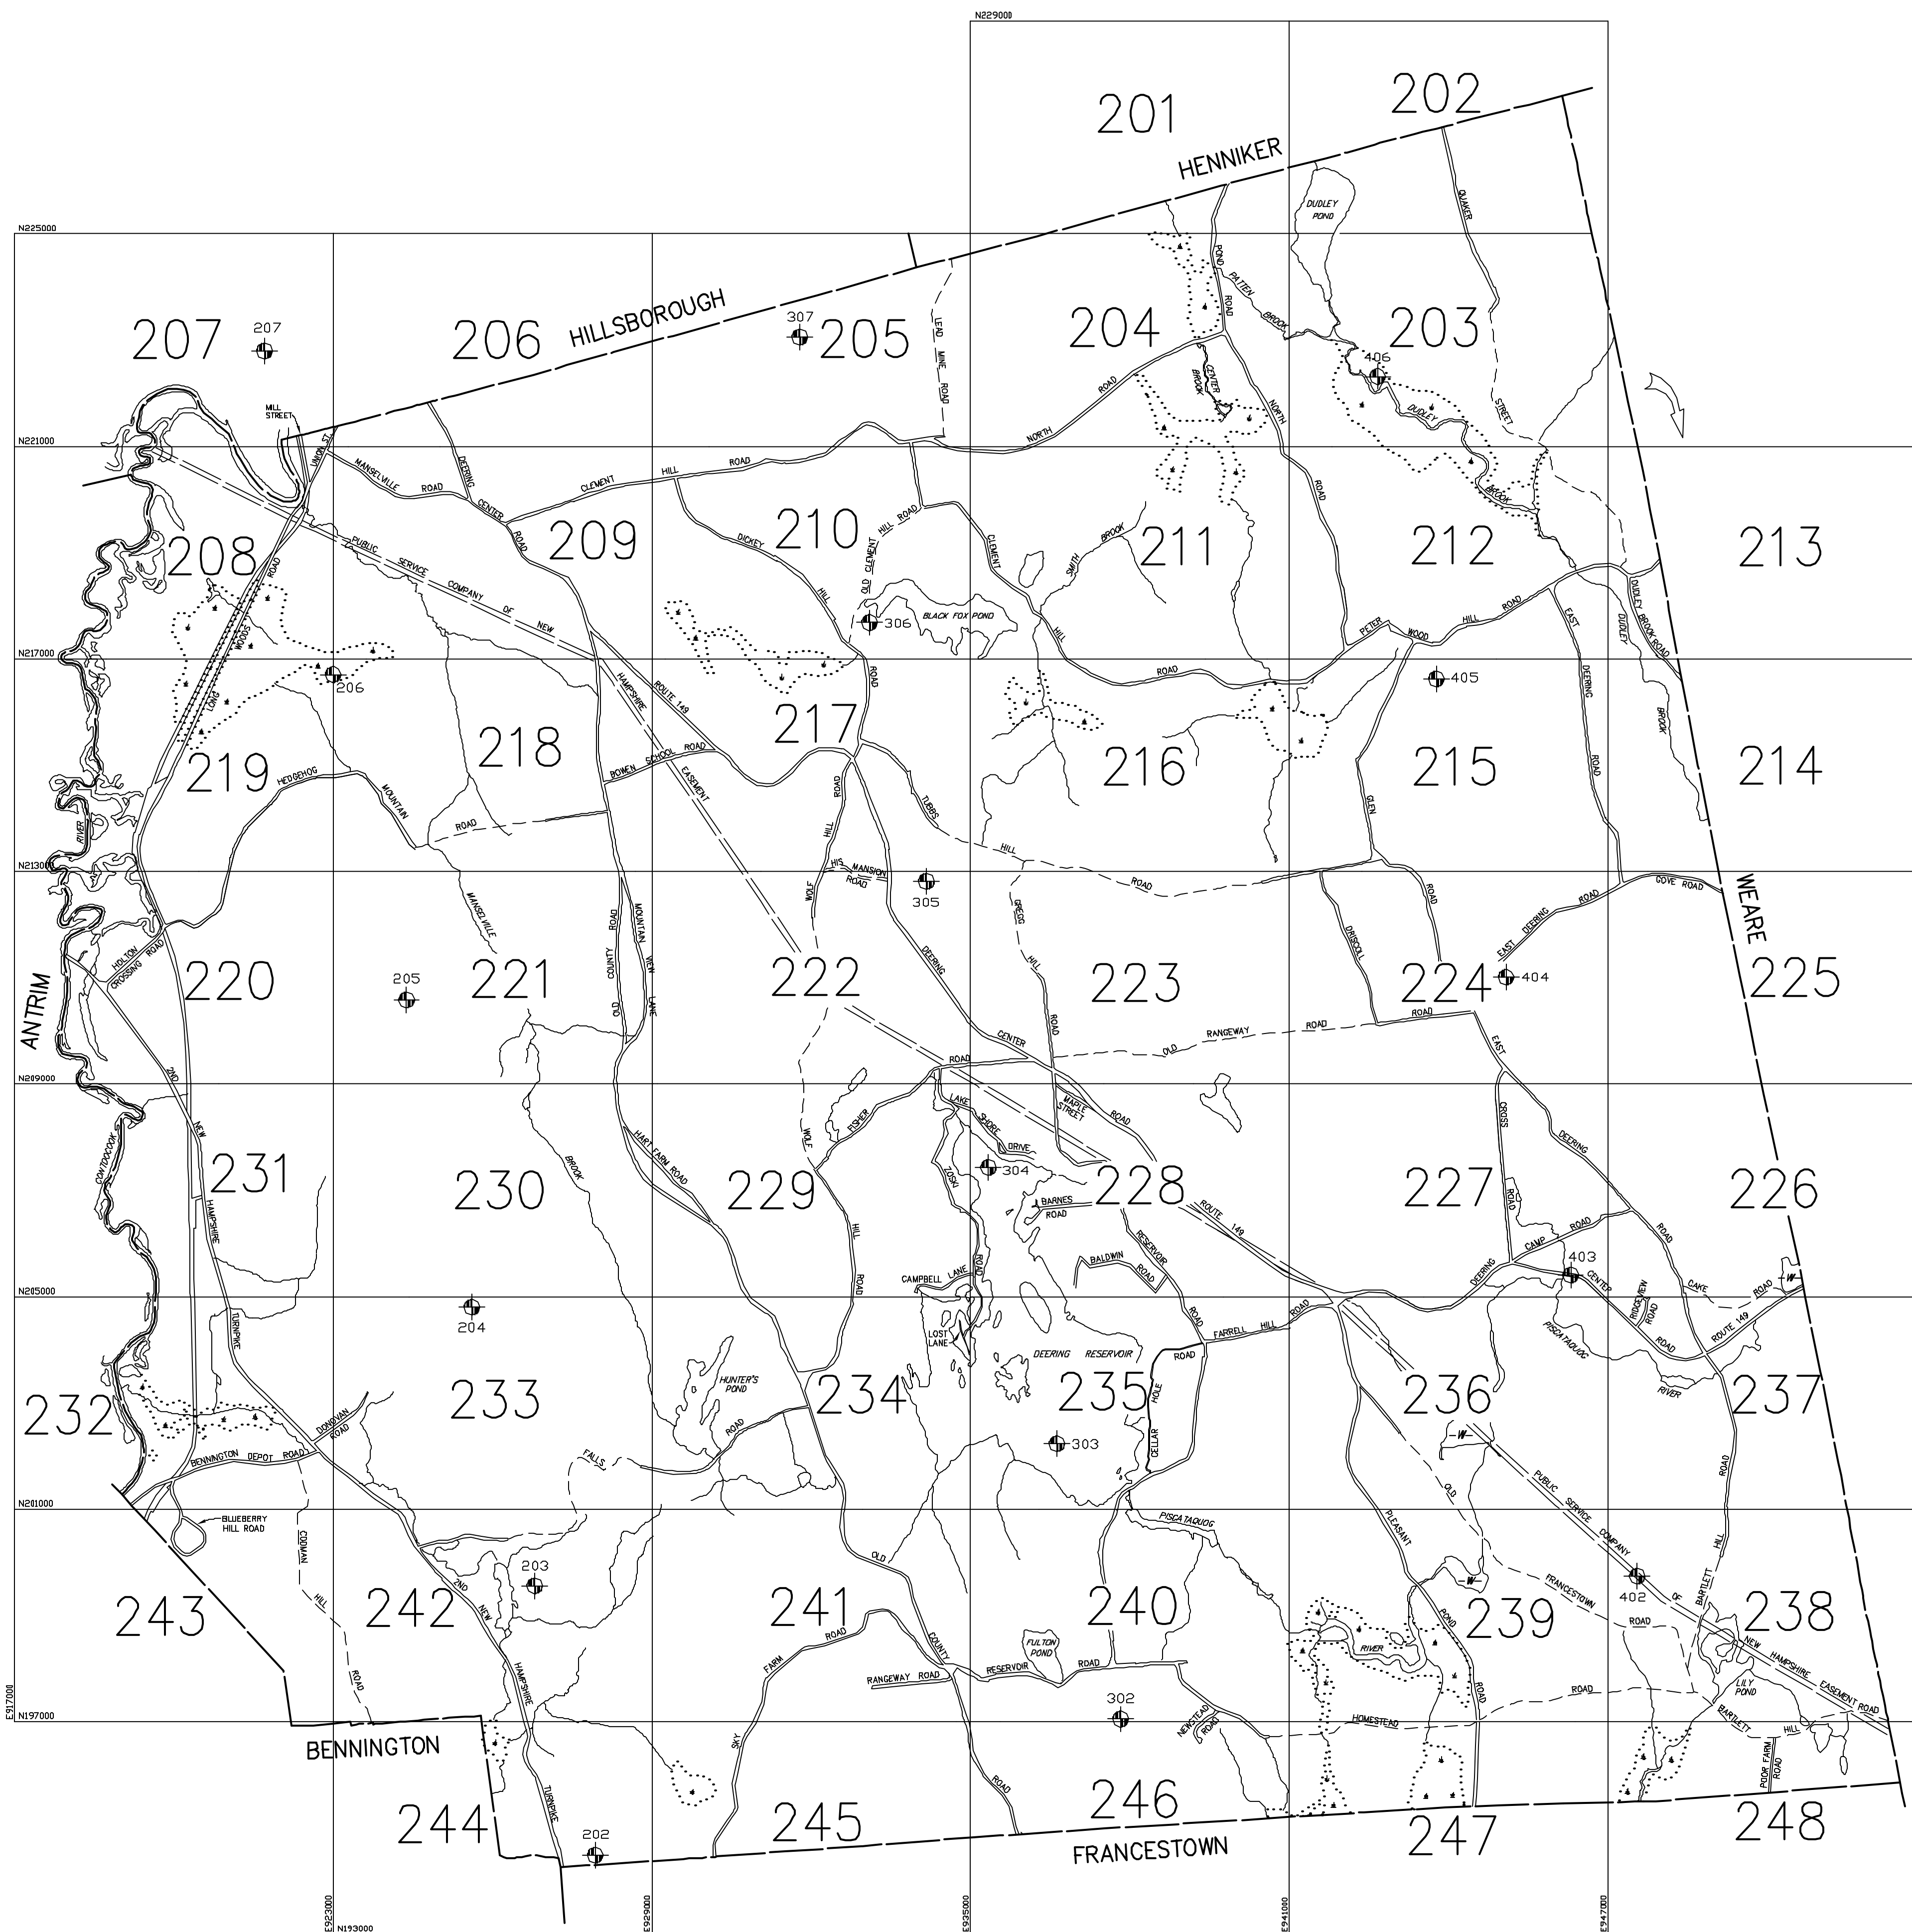 N229000
202
201
HENNIKER
DUDLEY
POND
QUAKER
N225000
POND
PATTEN
HILLSBOROUGH
ROAD
BROOK
307
204
203
207
207
206
205
LEAD
MINE
ROAD
406
CENTER
BROOK
ROAD
STREET
DUDLEY
MILL
STREET
NORTH
NORTH
UNION ST.
N221000
MANSELVILLE
ROAD
DEERING
CLEMENT
HILL
ROAD
ROAD
BROOK
CENTER
HILL ROAD
208
PUBLIC
ROAD
209
DICKEY
210
CLEMENT
BROOK
211
212
213
SERVICE
ROAD
SMITH
COMPANY
OF
HILL
OLD CLEMENT
NEW
306
BLACK FOX POND
HILL
PETER
WOOD
HILL
ROAD
EAST
DUDLEY BROOK ROAD
DUDLEY
WOODS
N217000
206
LONG
HAMPSHIRE
ROUTE 149
ROAD
ROAD
405
DEERING
BROOK
219
218
217
216
215
214
HEDGEHOG
BOWEN SCHOOL ROAD
EASEMENT
ROAD
MOUNTAIN
TUBBS
GLEN
ROAD
RIVER
ROAD
HILL
HILL
N213000
HIS MANSION
ROAD
305
ROAD
ROAD
GOVE ROAD
WOLF
MANSELVILLE
GREGG
DRISCOLL
EAST DEERING ROAD
WEARE
HOLTON
CROSSING ROAD
OLD COUNTY ROAD
MOUNTAIN VIEW LANE
DEERING
HILL
220
205
221
222
223
224
404
225
ANTRIM
ROAD
CENTER
ROAD
OLD RANGEWAY ROAD
ROAD
EAST
2ND
N209000
LAKE SHORE DRIVE
MAPLE
STREET
ROAD
CROSS
DEERING
NEW
CONTOOCOOK
BROOK
HART FARM ROAD
WOLF
FISHER
ZOSKI
304
231
230
229
228
227
226
HAMPSHIRE
BARNES
ROAD
ROUTE 149
ROAD
HILL
ROAD
RESERVOIR
BALDWIN
ROAD
CAMP ROAD
ROAD
CAMPBELL LANE
ROAD
DEERING
403
CENTER
CAKE ROAD
W
N205000
204
TURNPIKE
LOST
LANE
ROAD
FARRELL HILL ROAD
RIDGEVIEW
ROAD
ROUTE 149
DEERING RESERVOIR
ROAD
PISCATAQUOG
ROAD
RIVER
HUNTER'S
POND
232
233
234
235
236
237
DONOVAN
ROAD
HOLE
CELLAR
303
W
BENNINGTON DEPOT ROAD
FALLS
ROAD
OLD
PUBLIC
SERVICE
ROAD
N201000
BLUEBERRY
HILL ROAD
CODMAN
PISCATAQUOG
PLEASANT
COMPANY
HILL
OLD
203
2ND
NEW
W
FRANCESTOWN
402
OF
BARTLETT
243
HILL
242
241
240
239
238
COUNTY
POND
ROAD
ROAD
FARM
FULTON
POND
RIVER
NEW
HAMPSHIRE
RANGEWAY ROAD
RESERVOIR
ROAD
ROAD
HAMPSHIRE
ROAD
LILY
POND
EASEMENT ROAD
E917000
N197000
302
NEWSTEAD
ROAD
HOMESTEAD
ROAD
BARTLETT
HILL
SKY
BENNINGTON
POOR FARM
ROAD
TURNPIKE
ROAD
244
245
246
247
248
202
FRANCESTOWN
E923000
N193000
E929000
E935000
E941000
E947000